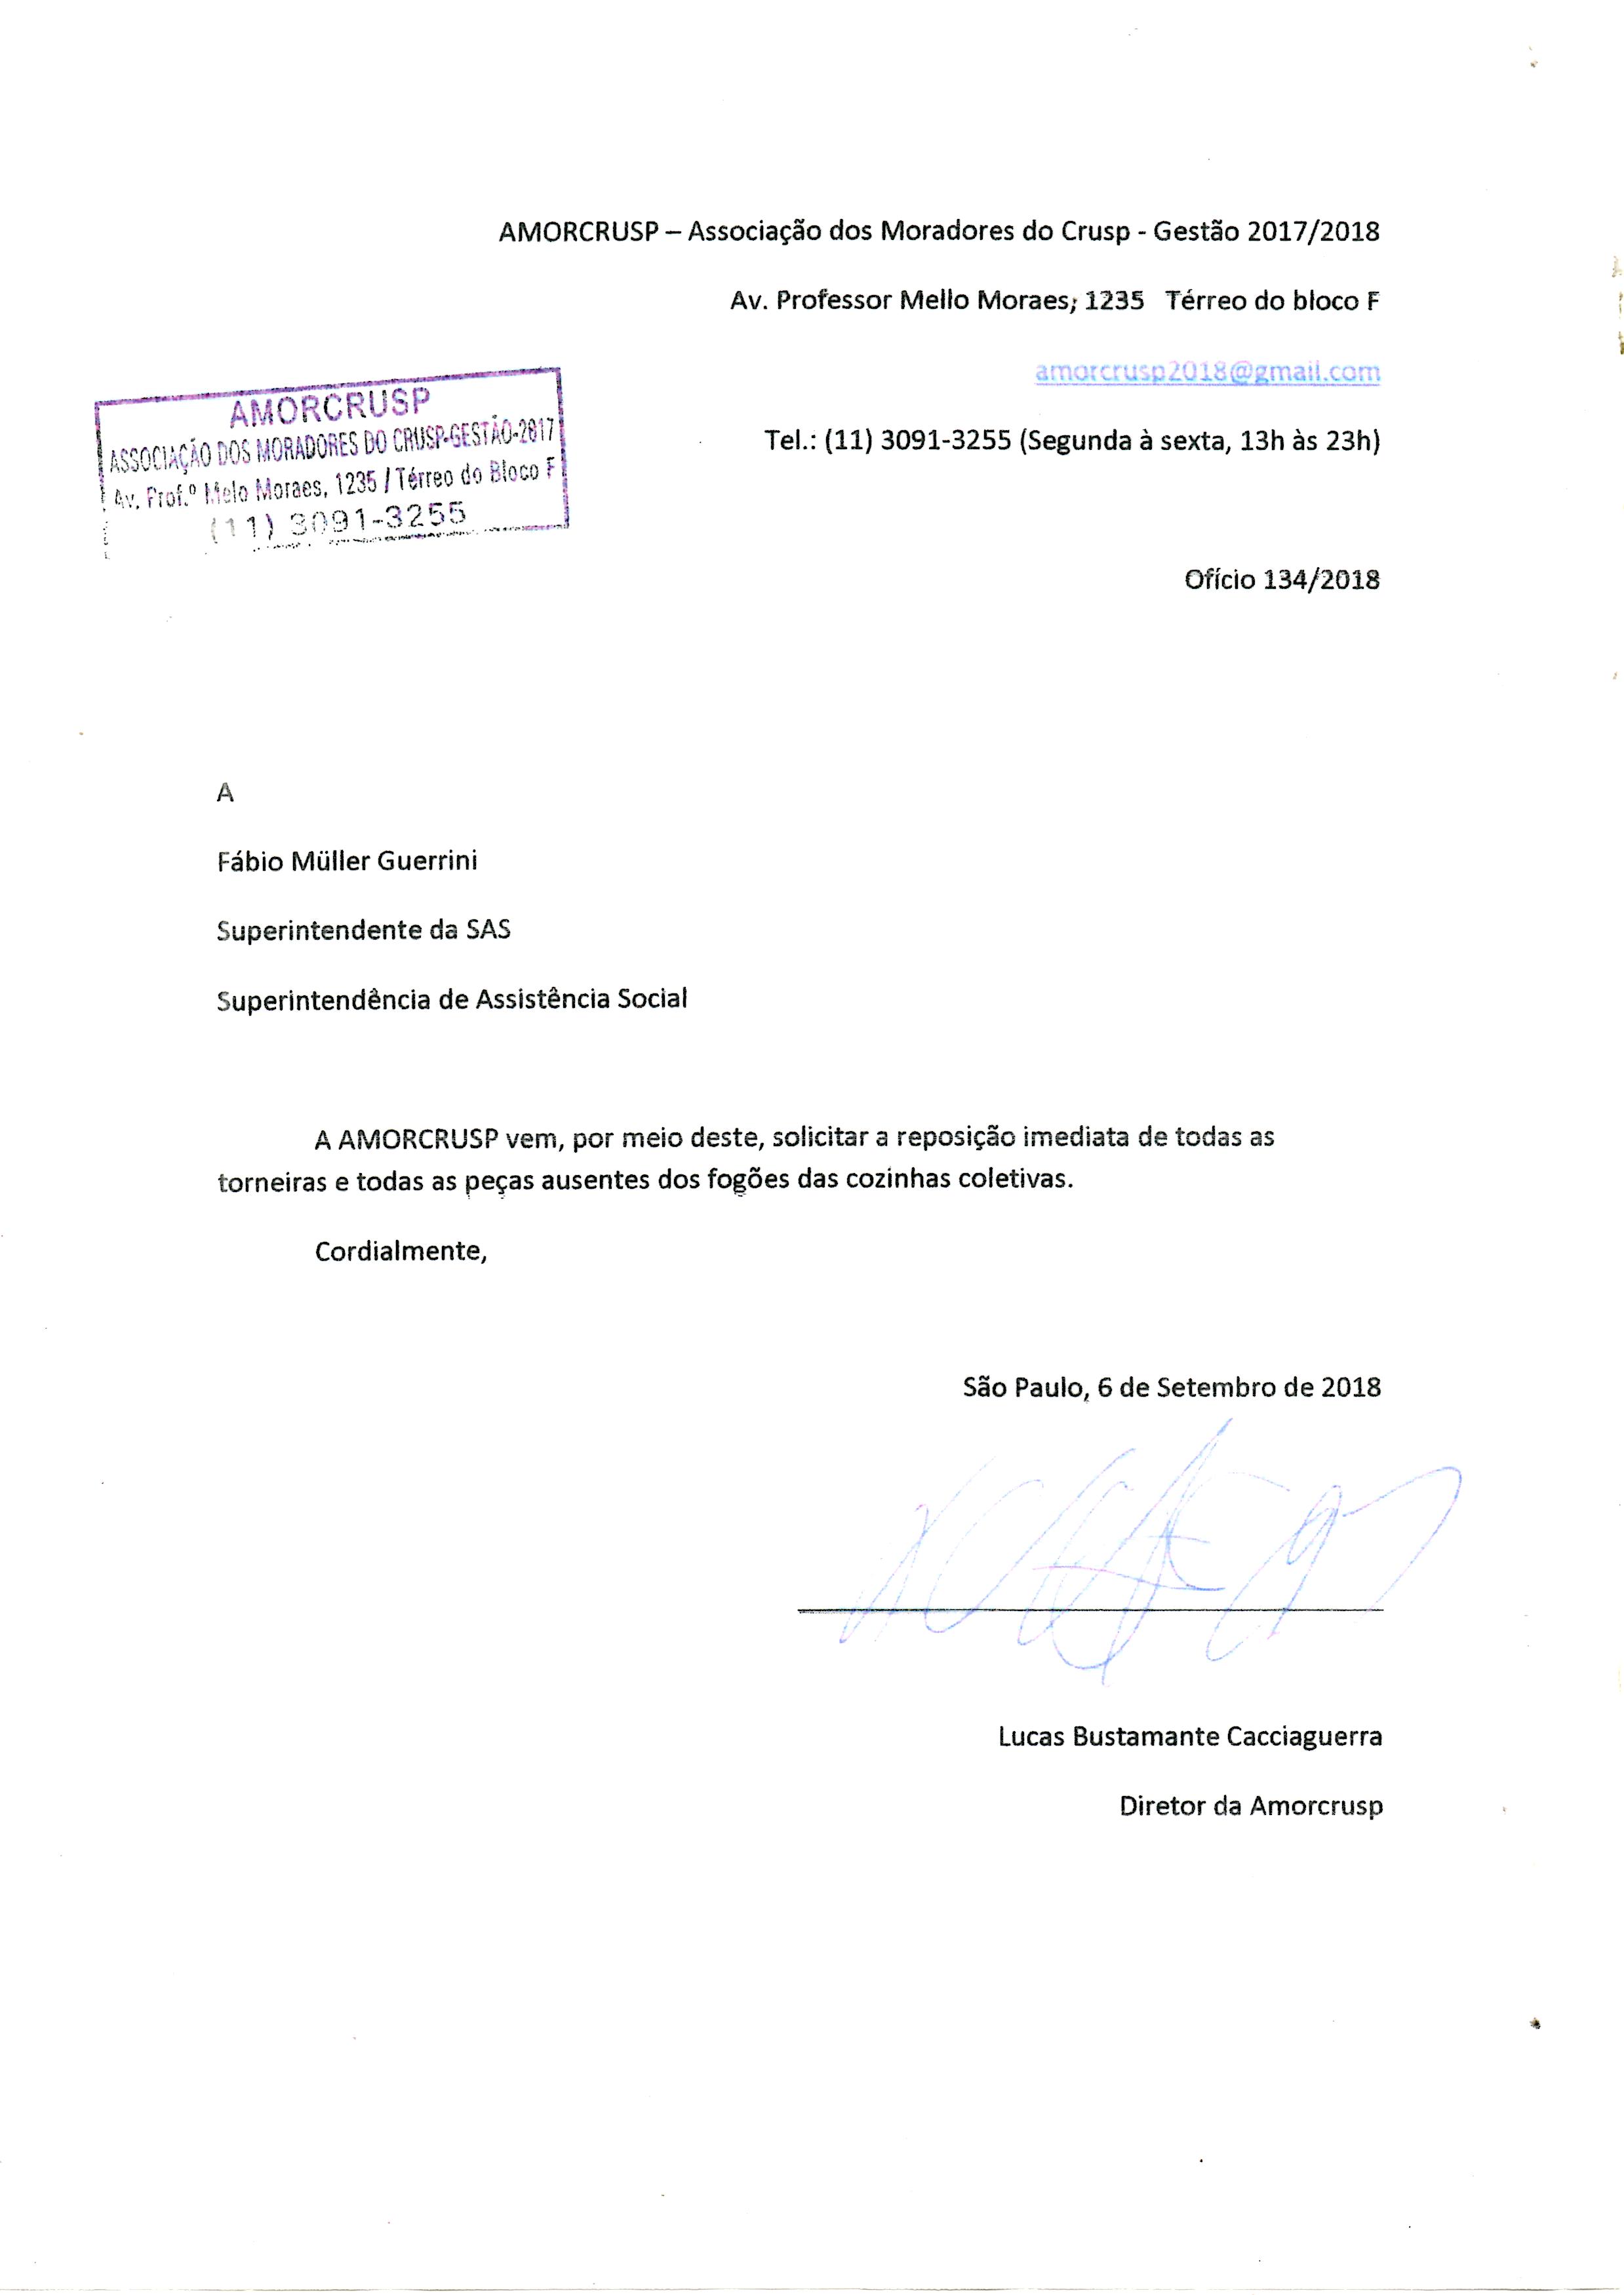 AMORCRUSP – Associação dos Moradores do Crusp - Gestão 2017/2018
Av. Professor Mello Moraes, 1235 Térreo do bloco F
amorcrusp2018@gmail.com
Tel.: (11) 3091-3255 (Segunda à sexta, 13h às 23h)
AMORCRUSP
ASSOCIAÇÃO DOS MORADORES DO CRUSP-GESTÃO-2017
Av. Prof.º Melo Moraes, 1235 / Térreo do Bloco F
(11) 3091-3255
Ofício 134/2018
A
Fábio Müller Guerrini
Superintendente da SAS
Superintendência de Assistência Social
A AMORCRUSP vem, por meio deste, solicitar a reposição imediata de todas as
torneiras e todas as peças ausentes dos fogões das cozinhas coletivas.
Cordialmente,
São Paulo, 6 de Setembro de 2018
Lucas Bustamante Cacciaguerra
Diretor da Amorcrusp